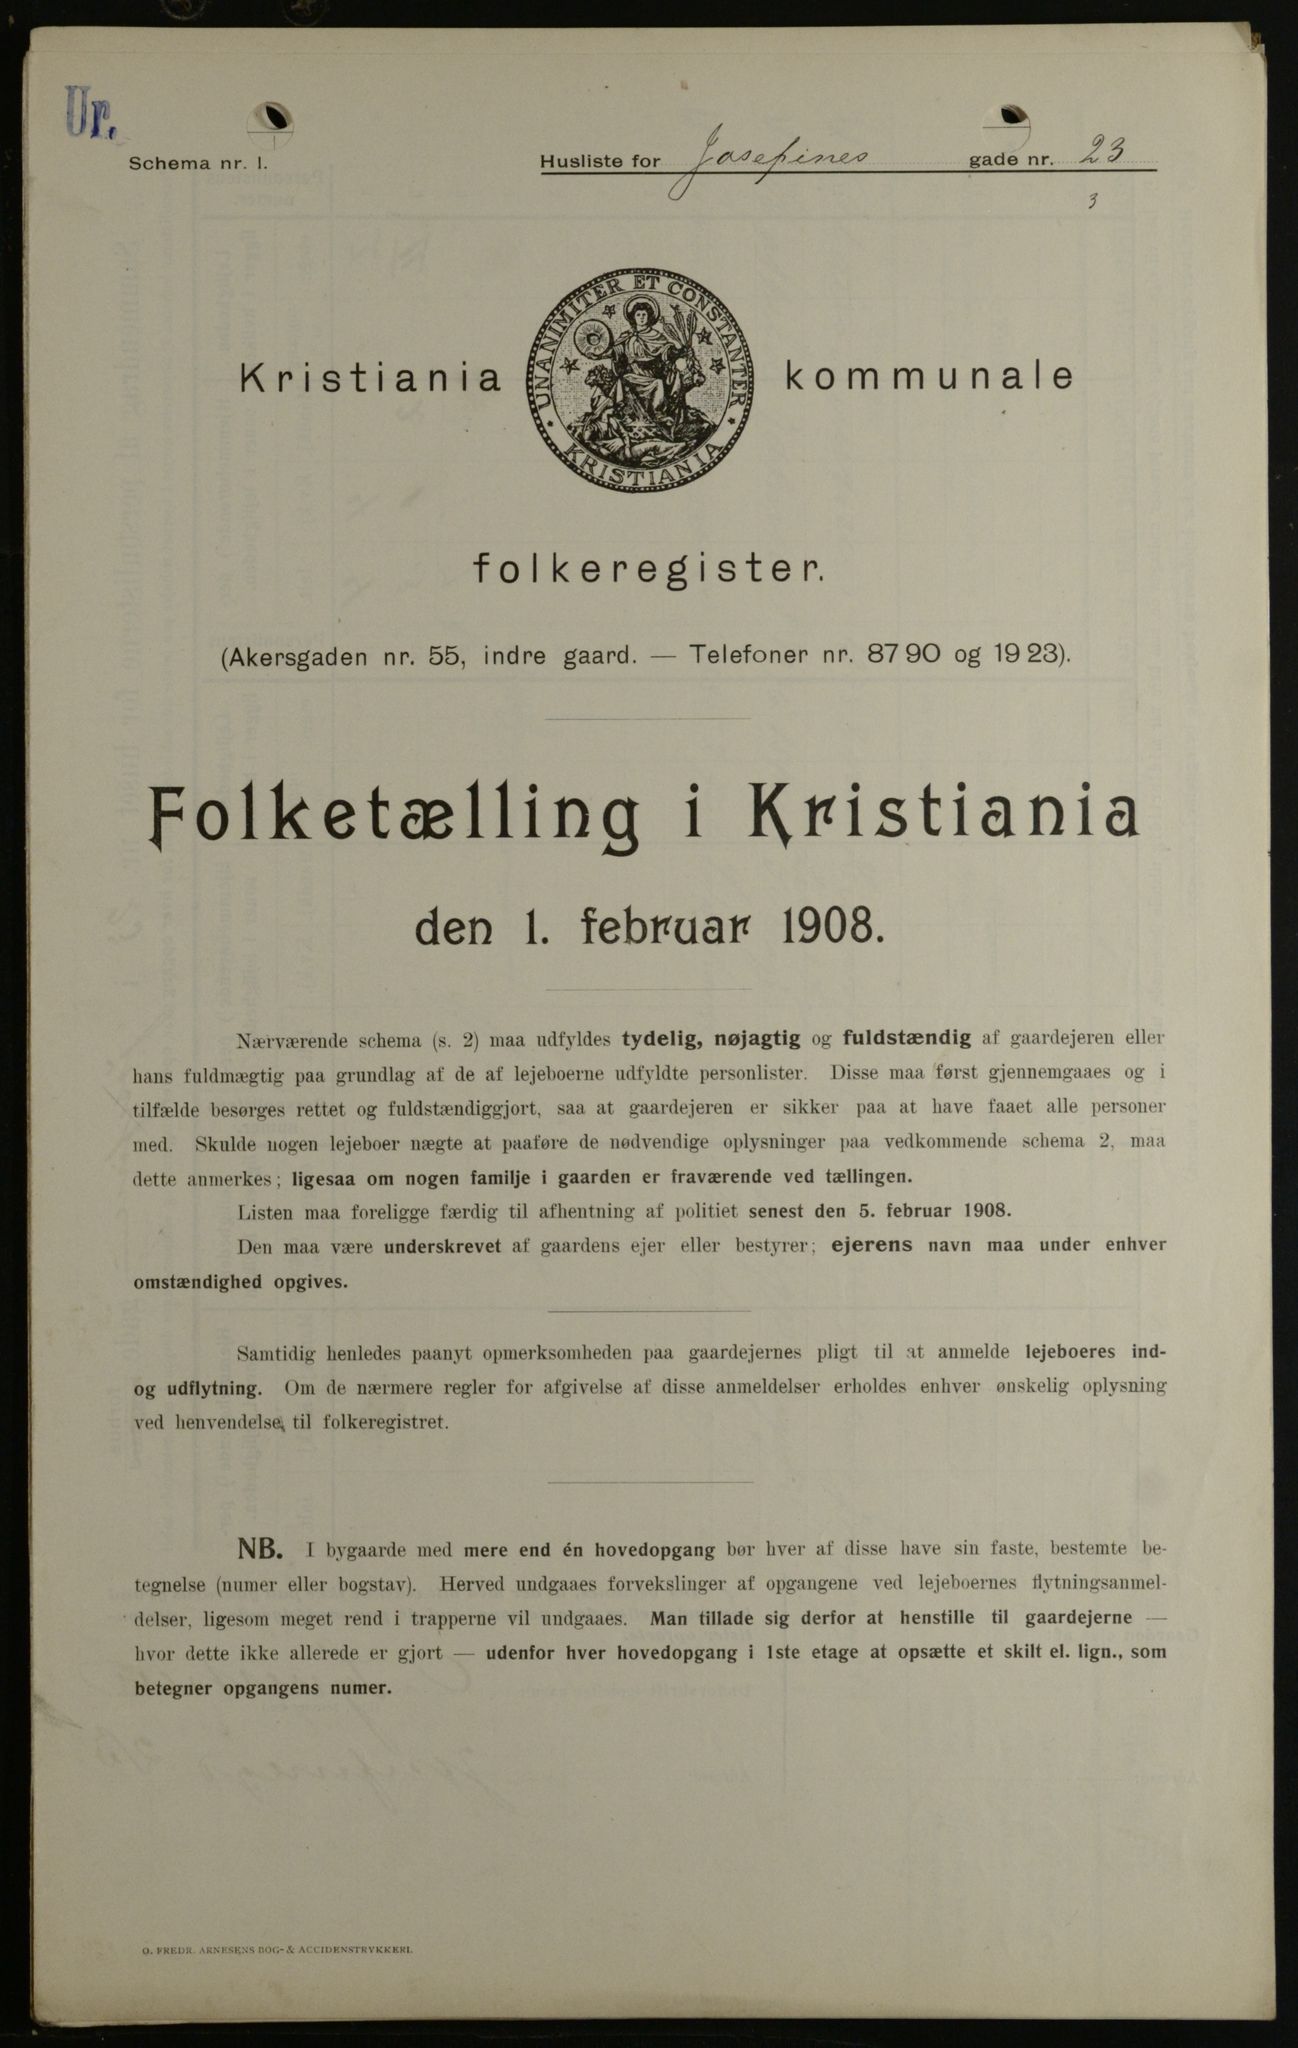 Ur.
Schema nr. 1.
Husliste for Josefines gade nr. 23
3
UNANIMITER ET CONSTANTER
KRISTIANIA
Kristiania kommunale
folkeregister.
(Akersgaden nr. 55, indre gaard. — Telefoner nr. 8790 og 1923).
Folketælling i Kristiania
den 1. februar 1908.
Nærværende schema (s. 2) maa udfyldes tydelig, nøjagtig og fuldstændig af gaardejeren eller
hans fuldmægtig paa grundlag af de af lejeboerne udfyldte personlister. Disse maa først gjennemgaaes og i
tilfælde besørges rettet og fuldstændiggjort, saa at gaardejeren er sikker paa at have faaet alle personer
med. Skulde nogen lejeboer nægte at paaføre de nødvendige oplysninger paa vedkommende schema 2, maa
dette anmerkes; ligesaa om nogen familje i gaarden er fraværende ved tællingen.
Listen maa foreligge færdig til afhentning af politiet senest den 5. februar 1908.
Den maa være underskrevet af gaardens ejer eller bestyrer; ejerens navn maa under enhver
omstændighed opgives.
Samtidig henledes paanyt opmerksomheden paa gaardejernes pligt til at anmelde lejeboeres ind-
og udflytning. Om de nærmere regler for afgivelse af disse anmeldelser erholdes enhver ønskelig oplysning
ved henvendelse til folkeregistret.
NB. I bygaarde med mere end én hovedopgang bør hver af disse have sin faste, bestemte be-
tegnelse (numer eller bogstav). Herved undgaaes forvekslinger af opgangene ved lejeboernes flytningsanmel-
delser, ligesom meget rend i trapperne vil undgaaes. Man tillade sig derfor at henstille til gaardejerne —
hvor dette ikke allerede er gjort — udenfor hver hovedopgang i 1ste etage at opsætte et skilt el. lign., som
betegner opgangens numer.
O. FREDR. ARNESENS BOG- & ACCIDENSTRYKKERI.